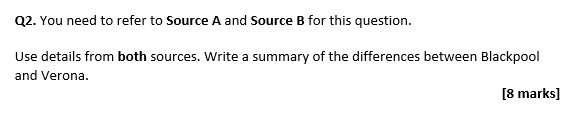 Q2. You need to refer to Source A and Source B for this question.
Use details from both sources. Write a summary of the differences between Blackpool
and Verona.
[8 marks]